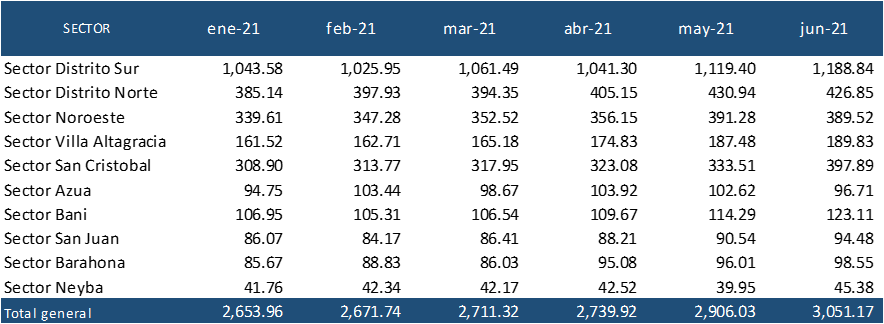 SECTOR ene-21 feb-21 mar-21 abr-21 may-21 jun-21
Sector Distrito Sur 1,043.58 1,025.95 1,061.49 1,041.30 1,119.40 1,188.84
Sector Distrito Norte 385.14 397.93 394.35 405.15 430.94 426.85
Sector Noroeste 339.61 347.28 352.52 356.15 391.28 389.52
Sector Villa Altagracia 161.52 162.71 165.18 174.83 187.48 189.83
Sector San Cristobal 308.90 313.77 317.95 323.08 333.51 397.89
Sector Azua 94.75 103.44 98.67 103.92 102.62 96.71
Sector Bani 106.95 105.31 106.54 109.67 114.29 123.11
Sector San Juan 86.07 84.17 86.41 88.21 90.54 94.48
Sector Barahona 85.67 88.83 86.03 95.08 96.01 98.55
Sector Neyba 41.76 42.34 42.17 42.52 39.95 45.38
Total general 2,653.96 2,671.74 2,711.32 2,739.92 2,906.03 3,051.17